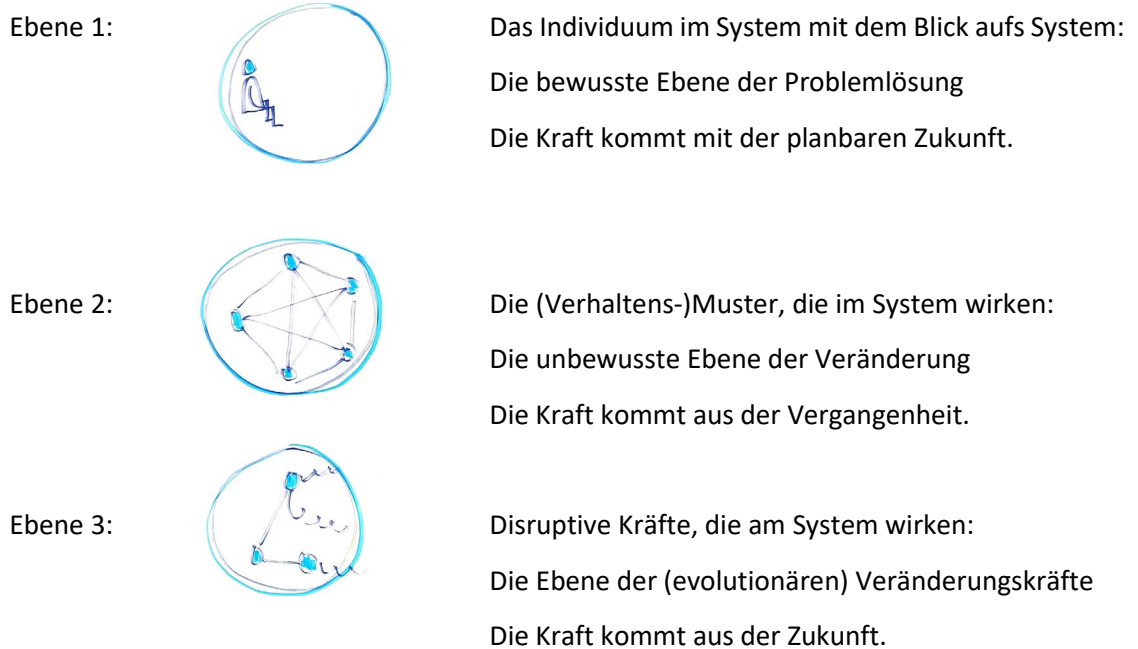 Ebene 1:
Das Individuum im System mit dem Blick aufs System:
Die bewusste Ebene der Problemlösung
Die Kraft kommt mit der planbaren Zukunft.
Ebene 2:
Die (Verhaltens-)Muster, die im System wirken:
Die unbewusste Ebene der Veränderung
Die Kraft kommt aus der Vergangenheit.
Ebene 3:
Disruptive Kräfte, die am System wirken:
Die Ebene der (evolutionären) Veränderungskräfte
Die Kraft kommt aus der Zukunft.